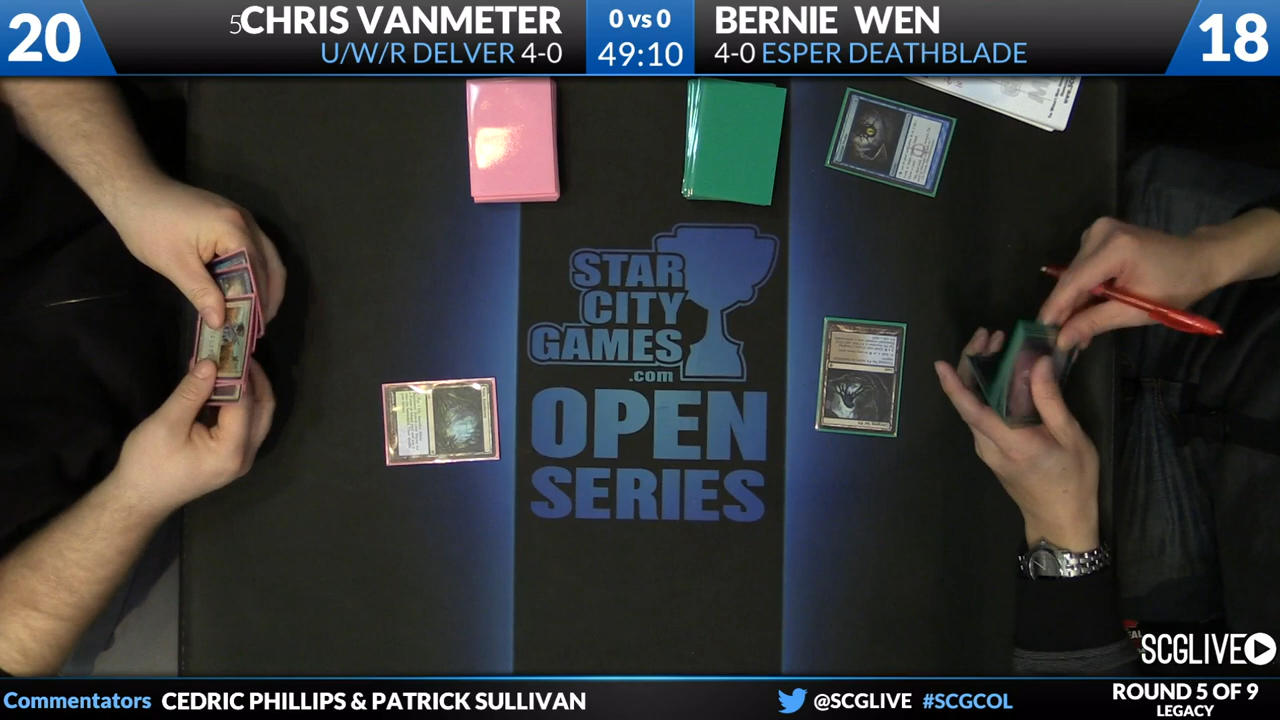 20
5CHRIS VANMETER
U/W/R DELVER 4-0
0 vs 0
49:10
BERNIE WEN
4-0 ESPER DEATHBLADE
18
STAR
CITY
GAMES
.com
OPEN
SERIES
SCGLIVE
Commentators CEDRIC PHILLIPS & PATRICK SULLIVAN
@SCGLIVE #SCGCOL
ROUND 5 OF 9
LEGACY